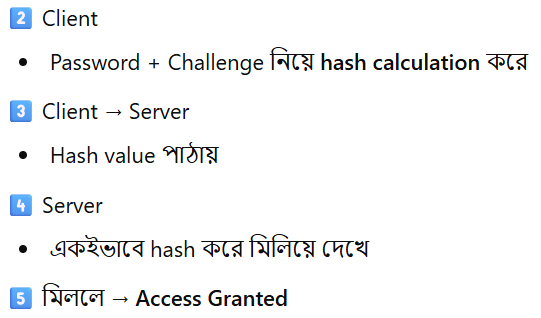 2️⃣ Client
• Password + Challenge নিয়ে hash calculation করে
3️⃣ Client → Server
• Hash value পাঠায়
4️⃣ Server
• একইভাবে hash করে মিলিয়ে দেখে
5️⃣ মিললে → Access Granted